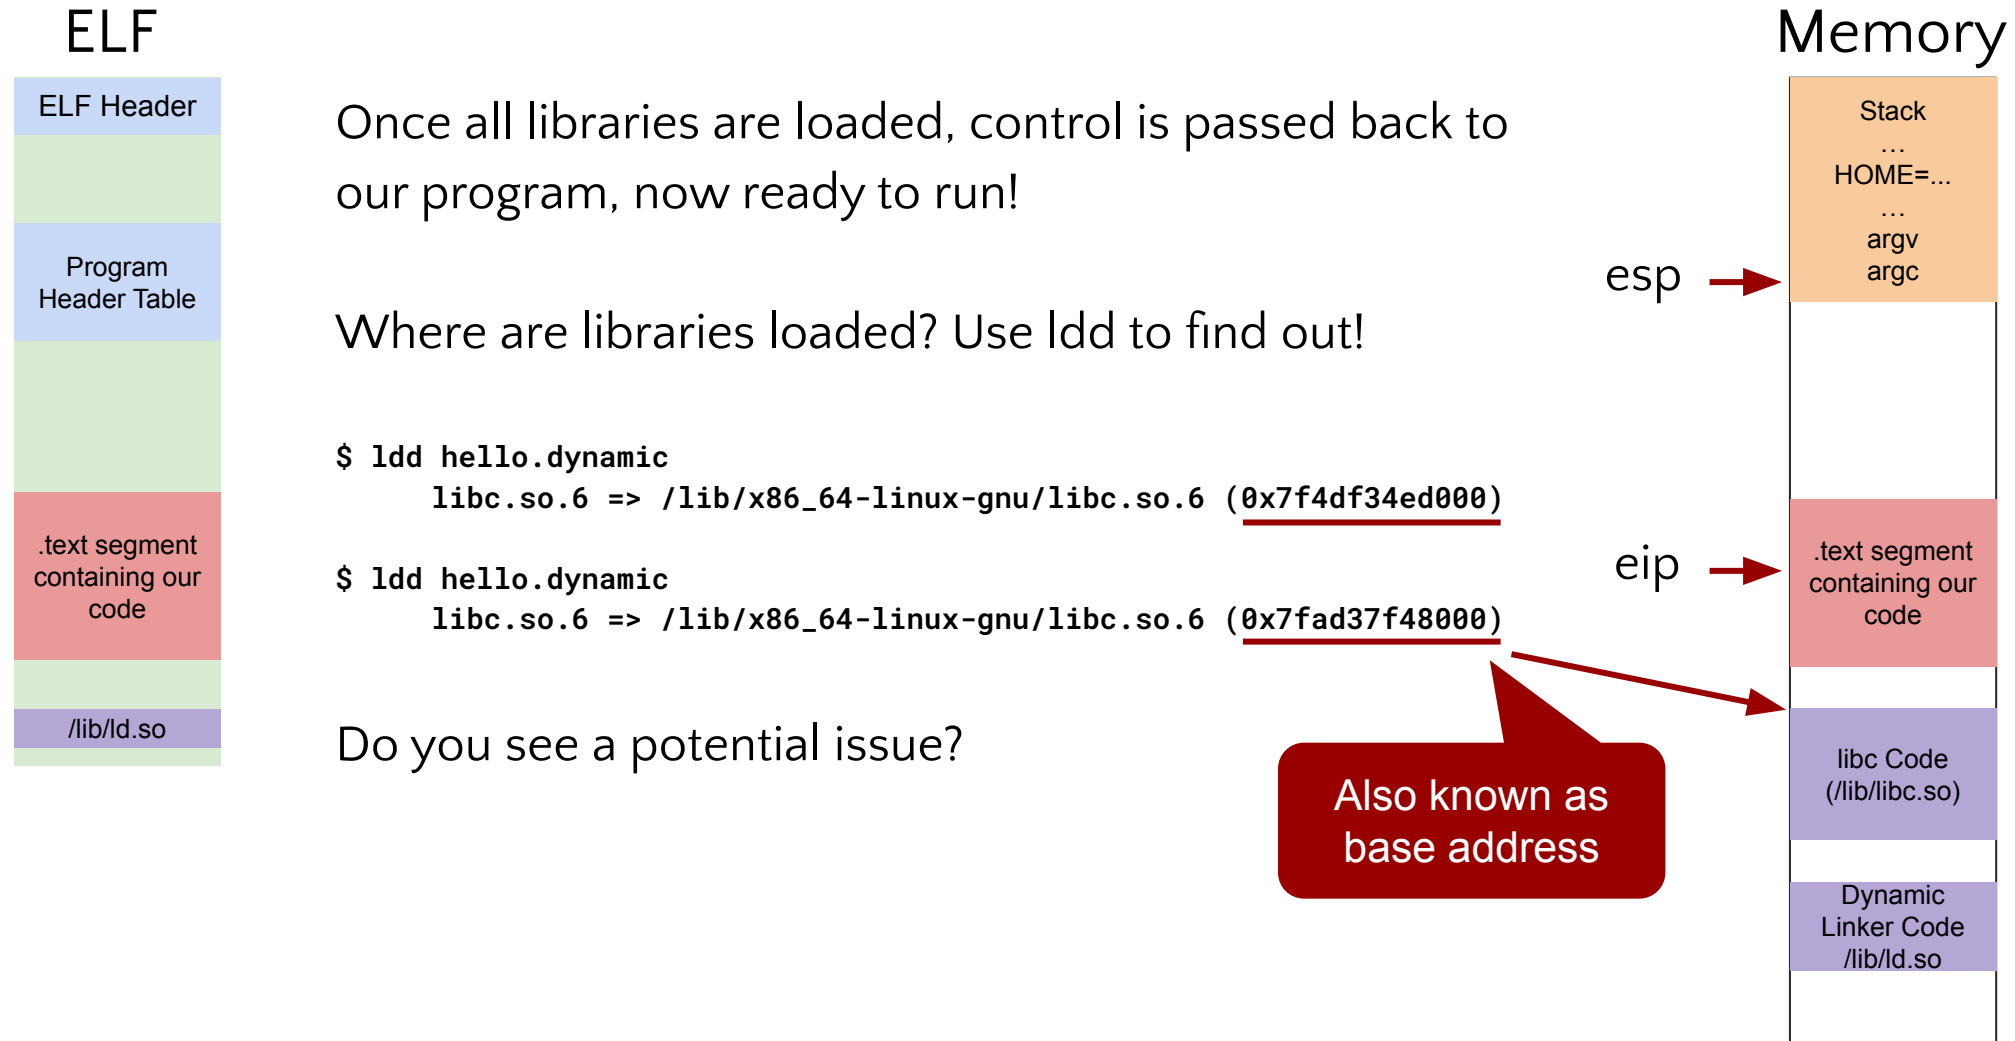 ELF
ELF Header
Program
Header Table
.text segment
containing our
code
/lib/ld.so
Once all libraries are loaded, control is passed back to
our program, now ready to run!
Where are libraries loaded? Use ldd to find out!
$ ldd hello.dynamic
libc.so.6 => /lib/x86_64-linux-gnu/libc.so.6 (0x7f4df34ed000)
$ ldd hello.dynamic
libc.so.6 => /lib/x86_64-linux-gnu/libc.so.6 (0x7fad37f48000)
Do you see a potential issue?
Also known as
base address
esp
eip
Memory
Stack
…
HOME=...
…
argv
argc
.text segment
containing our
code
libc Code
(/lib/libc.so)
Dynamic
Linker Code
/lib/ld.so